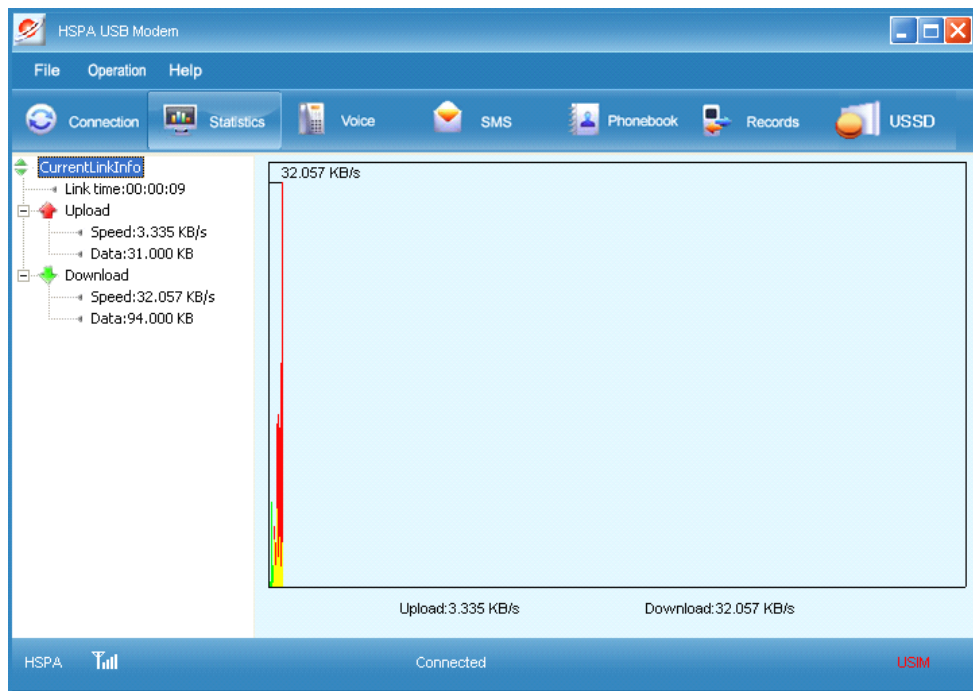 HSPA USB Modem
File Operation Help
Connection Statistics Voice SMS Phonebook Records USSD
CurrentLinkInfo
Link time:00:00:09
Upload
Speed:3.335 KB/s
Data:31.000 KB
Download
Speed:32.057 KB/s
Data:94.000 KB
32.057 KB/s
Upload:3.335 KB/s Download:32.057 KB/s
HSPA Connected USIM